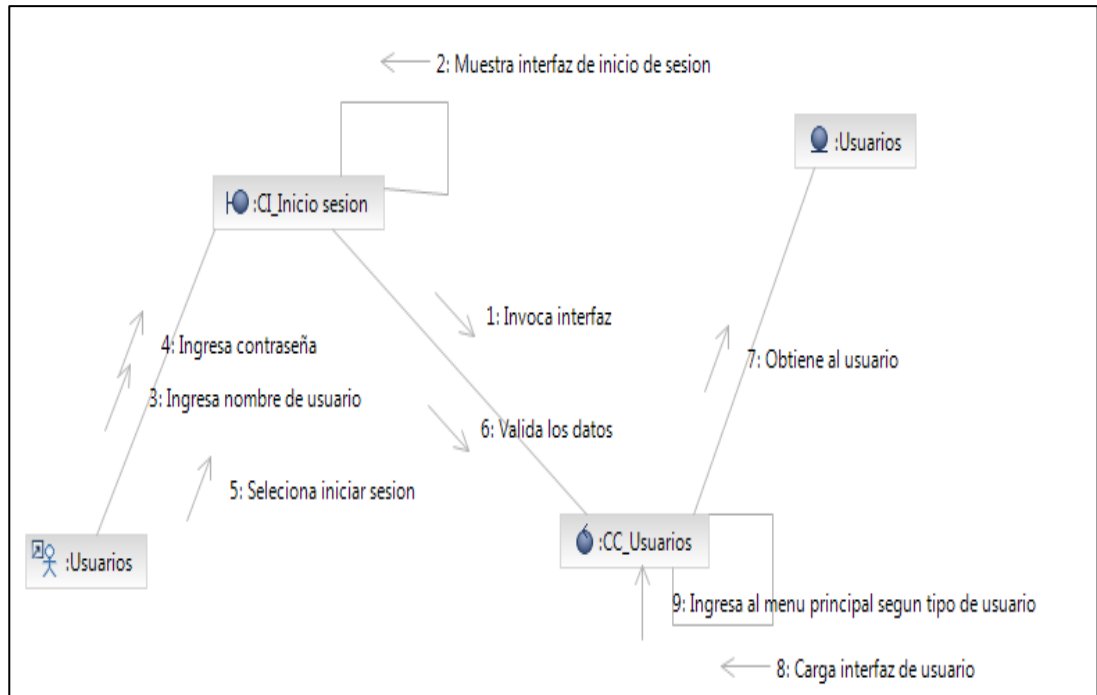 2: Muestra interfaz de inicio de sesion
:Usuarios
:CI_Inicio sesion
1: Invoca interfaz
4: Ingresa contraseña
7: Obtiene al usuario
3: Ingresa nombre de usuario
6: Valida los datos
5: Seleciona iniciar sesion
:Usuarios
:CC_Usuarios
9: Ingresa al menu principal segun tipo de usuario
8: Carga interfaz de usuario